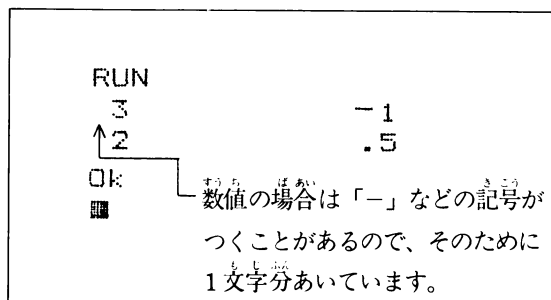 RUN
3 -1
2 .5
Ok
数値の場合は「−」などの記号が
つくことがあるので、そのために
1文字分あいています。